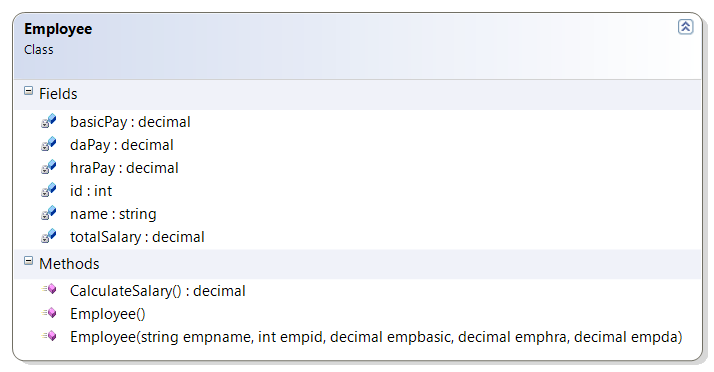 Employee
Class
Fields
basicPay : decimal
daPay : decimal
hraPay : decimal
id : int
name : string
totalSalary : decimal
Methods
CalculateSalary() : decimal
Employee()
Employee(string empname, int empid, decimal empbasic, decimal emphra, decimal empda)